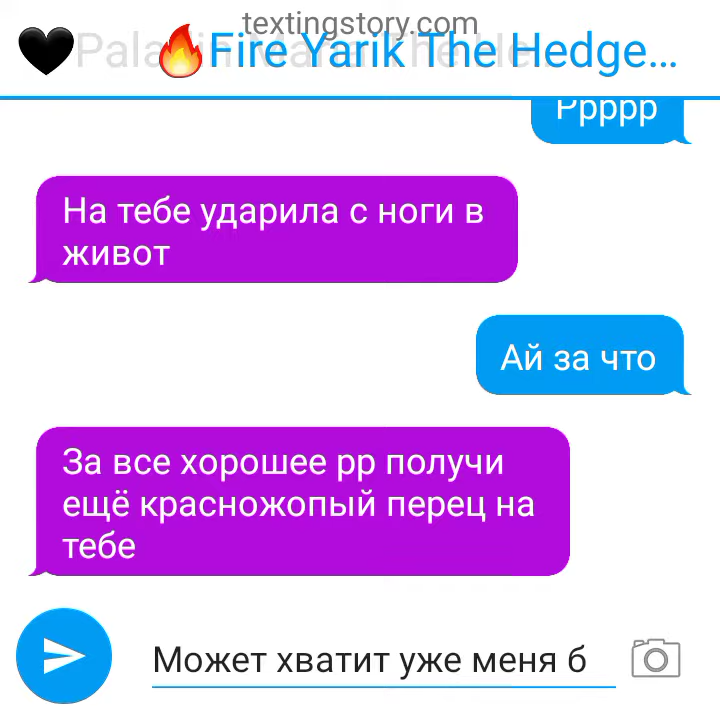 textingstory.com
🖤 🔥Fire Yarik The Hedge...
Ррррр
На тебе ударила с ноги в
живот
Ай за что
За все хорошее рр получи
ещё красножопый перец на
тебе
Может хватит уже меня б